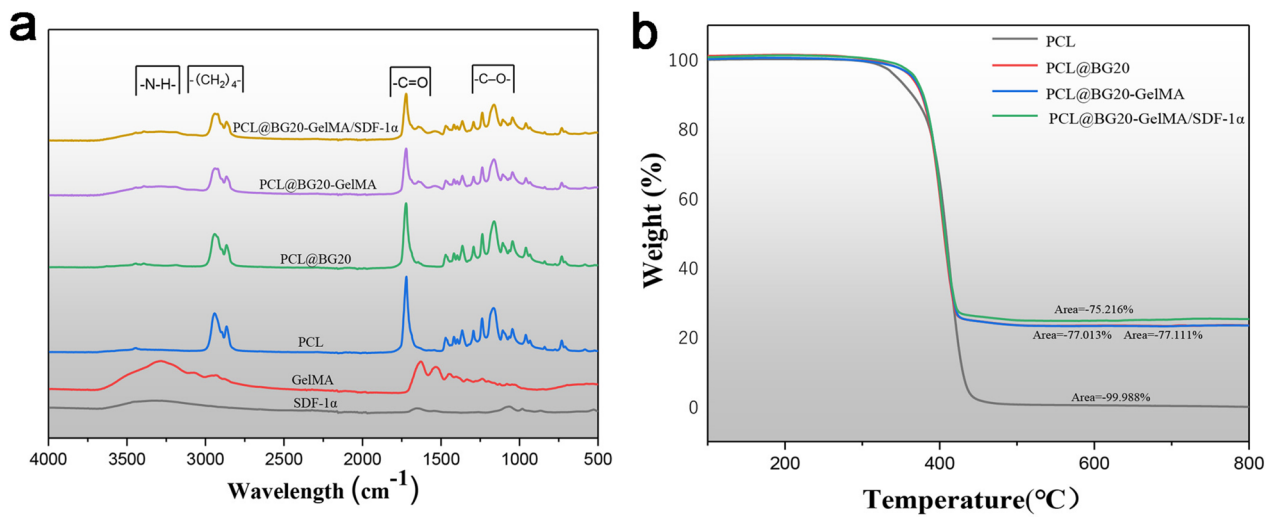 a
-N-H-
-(CH2)4-
-C=O
-C-O-
PCL@BG20-GelMA/SDF-1α
PCL@BG20-GelMA
PCL@BG20
PCL
GelMA
SDF-1α
4000 3500 3000 2500 2000 1500 1000 500
Wavelength (cm-1)
b
PCL
PCL@BG20
PCL@BG20-GelMA
PCL@BG20-GelMA/SDF-1α
100
80
60
40
20
0
Weight (%)
Area=-75.216%
Area=-77.013% Area=-77.111%
Area=-99.988%
200 400 600 800
Temperature(℃)